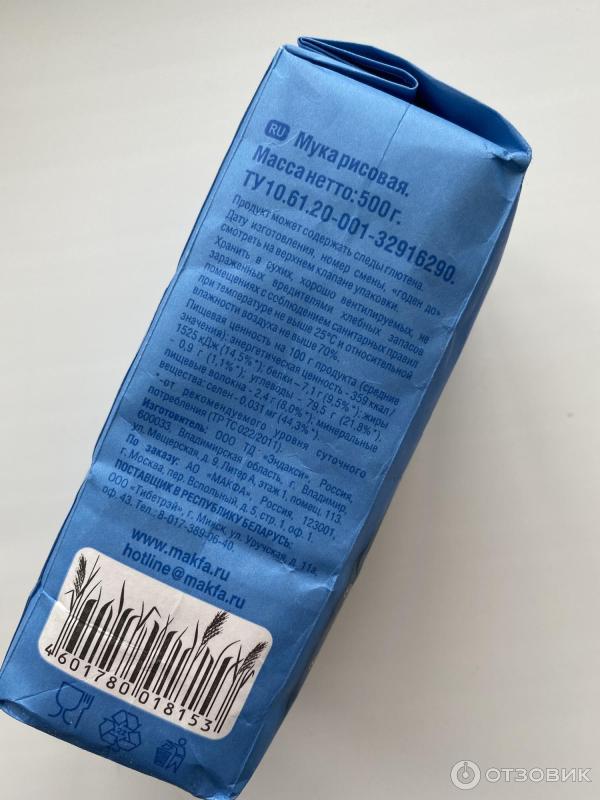 RU Мука рисовая.
Масса нетто: 500 г.
ТУ 10.61.20-001-32916290.
Продукт может содержать следы глютена.
Дату изготовления, номер смены, «годен до»
смотреть на верхнем клапане упаковки.
Хранить в сухих, хорошо вентилируемых, не
зараженных вредителями хлебных запасов
помещениях с соблюдением санитарных правил
при температуре не выше 25°С и относительной
влажности воздуха не выше 70%.
Пищевая ценность на 100 г продукта (средние
значения): энергетическая ценность - 359 ккал /
1525 кДж (14,5%*); белки – 7,1 г (9,5%*); жиры
- 0,9 г (1,1%*); углеводы - 79,5 г (21,8%*);
пищевые волокна - 2,4 г (8,0%*), минеральные
вещества: селен - 0,031 мг (44,3%*).
*-от рекомендуемого уровня суточного
потребления (ТР ТС 022/2011).
Изготовитель: ООО ТД «Эндакси», Россия,
600033, Владимирская область, г. Владимир,
ул. Мещерская, д. 9, Литер А, этаж 1, помещ. 113.
По заказу: АО «МАКФА», Россия, 123001,
г. Москва, пер. Вспольный, д. 5, стр. 1, оф. 1.
ПОСТАВЩИК В РЕСПУБЛИКУ БЕЛАРУСЬ:
ООО "Тибетрэй", г. Минск, ул. Уручская, д. 11а,
оф. 43. Тел.: 8-017-389-06-40.
www.makfa.ru
hotline@makfa.ru
4601780018153
ОТЗОВИК